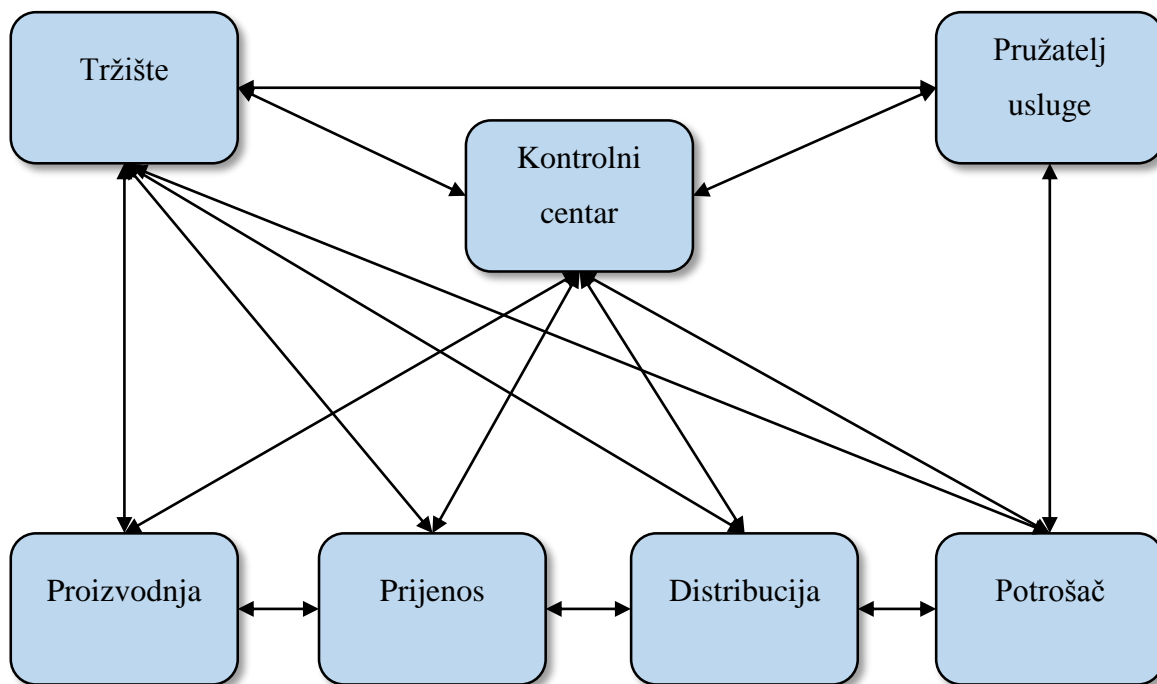 Tržište
Pružatelj
usluge
Kontrolni
centar
Proizvodnja
Prijenos
Distribucija
Potrošač